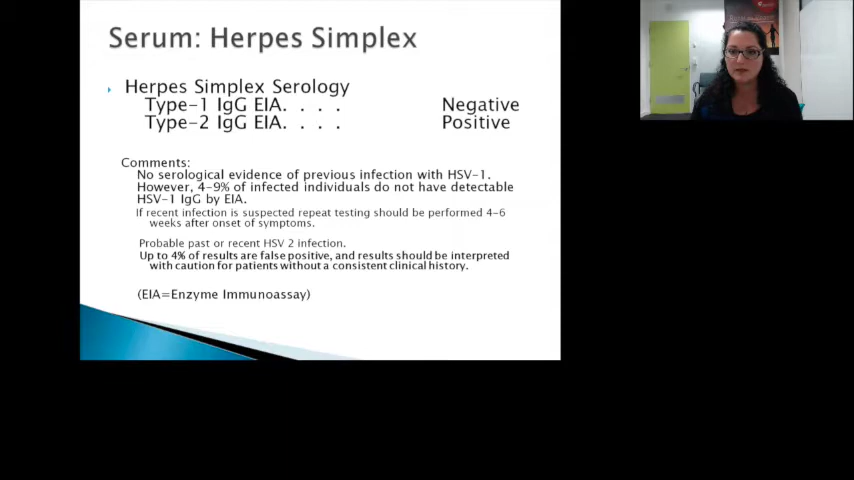 Serum: Herpes Simplex
Herpes Simplex Serology
Type-1 IgG EIA. . . . Negative
Type-2 IgG EIA. . . . Positive
Comments:
No serological evidence of previous infection with HSV-1.
However, 4-9% of infected individuals do not have detectable
HSV-1 IgG by EIA.
If recent infection is suspected repeat testing should be performed 4-6
weeks after onset of symptoms.
Probable past or recent HSV 2 infection.
Up to 4% of results are false positive, and results should be interpreted
with caution for patients without a consistent clinical history.
(EIA=Enzyme Immunoassay)